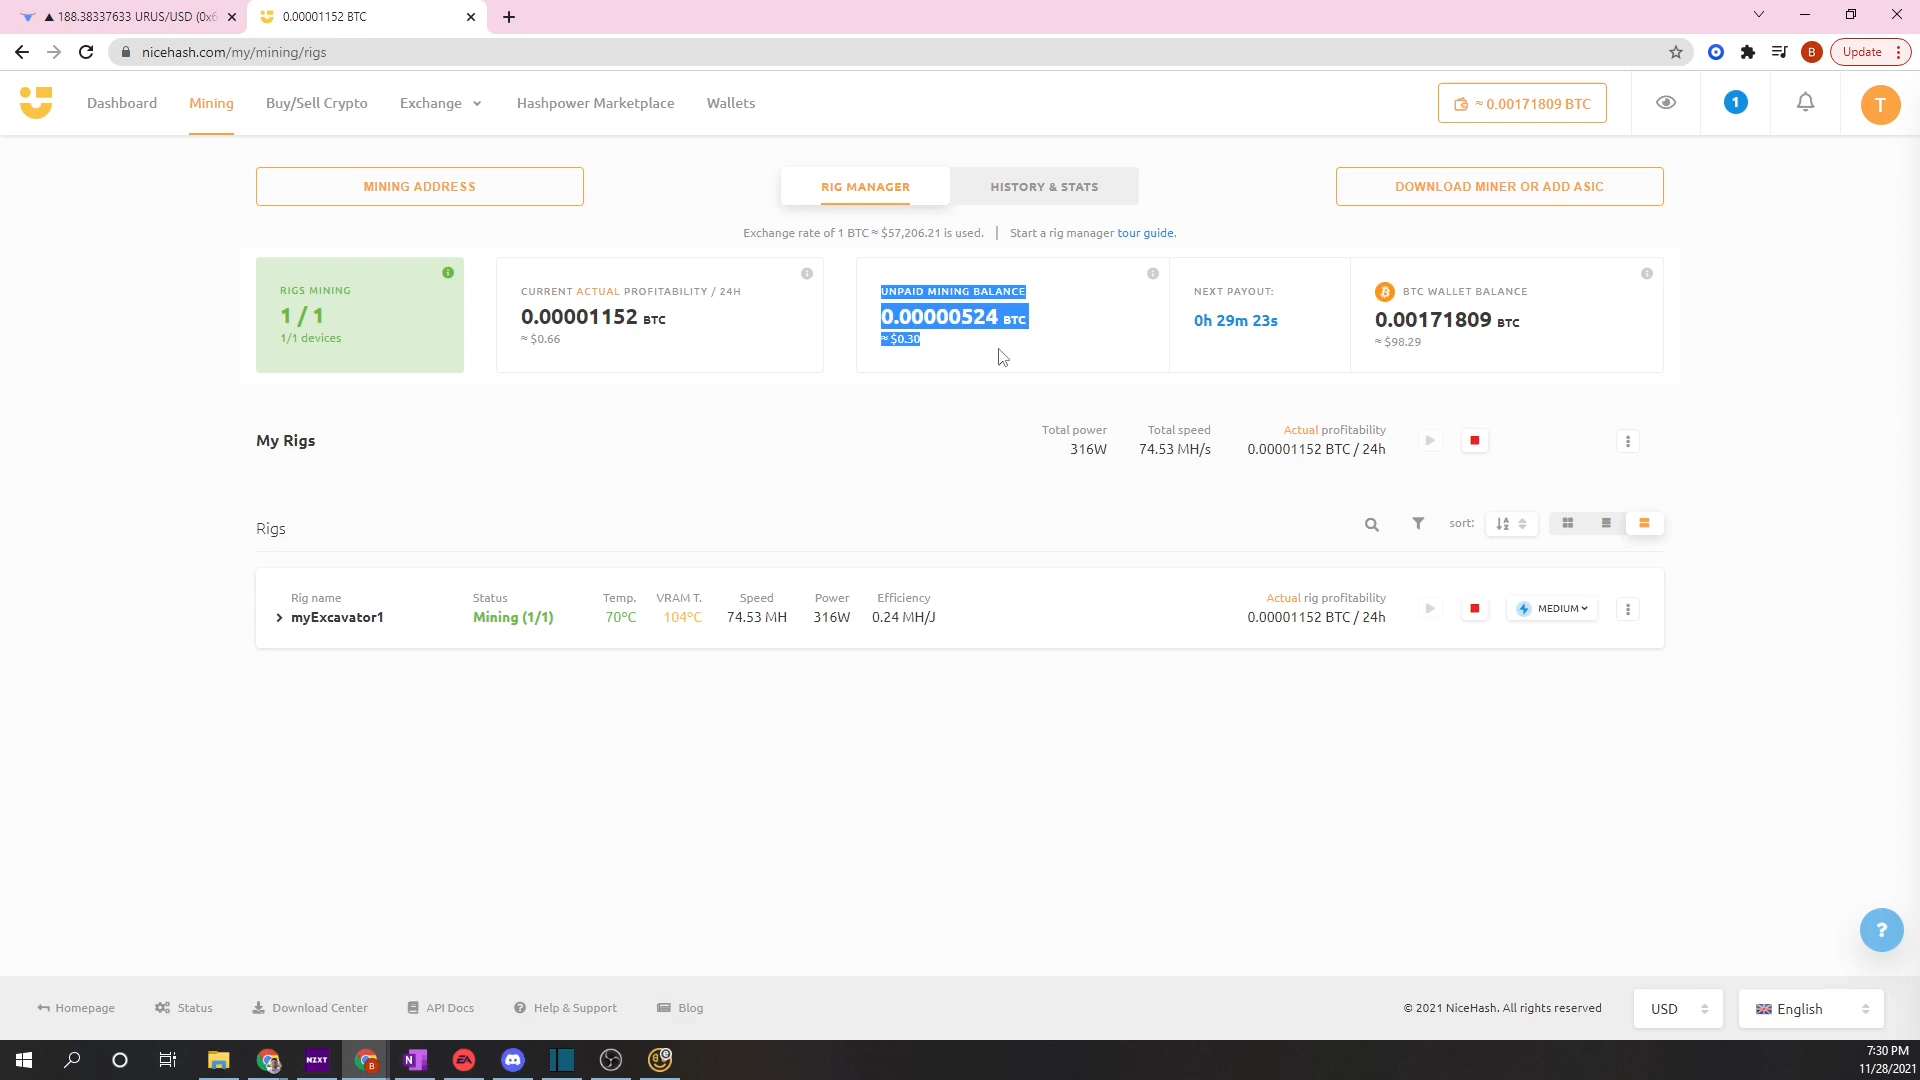 ▲ 188.38337633 URUS/USD (0x6
0.00001152 BTC
nicehash.com/my/mining/rigs
B
Update
Dashboard
Mining
Buy/Sell Crypto
Exchange
Hashpower Marketplace
Wallets
≈ 0.00171809 BTC
1
T
MINING ADDRESS
RIG MANAGER
HISTORY & STATS
DOWNLOAD MINER OR ADD ASIC
Exchange rate of 1 BTC ≈ $57,206.21 is used. | Start a rig manager tour guide.
RIGS MINING
1 / 1
1/1 devices
CURRENT ACTUAL PROFITABILITY / 24H
0.00001152 BTC
≈ $0.66
UNPAID MINING BALANCE
0.00000524 BTC
≈ $0.30
NEXT PAYOUT:
0h 29m 23s
BTC WALLET BALANCE
0.00171809 BTC
≈ $98.29
My Rigs
Total power
316W
Total speed
74.53 MH/s
Actual profitability
0.00001152 BTC / 24h
Rigs
sort:
Rig name
myExcavator1
Status
Mining (1/1)
Temp.
70°C
VRAM T.
104°C
Speed
74.53 MH
Power
316W
Efficiency
0.24 MH/J
Actual rig profitability
0.00001152 BTC / 24h
MEDIUM
?
Homepage
Status
Download Center
API Docs
Help & Support
Blog
© 2021 NiceHash. All rights reserved
USD
English
NZXT
N
EA
B
7:30 PM
11/28/2021